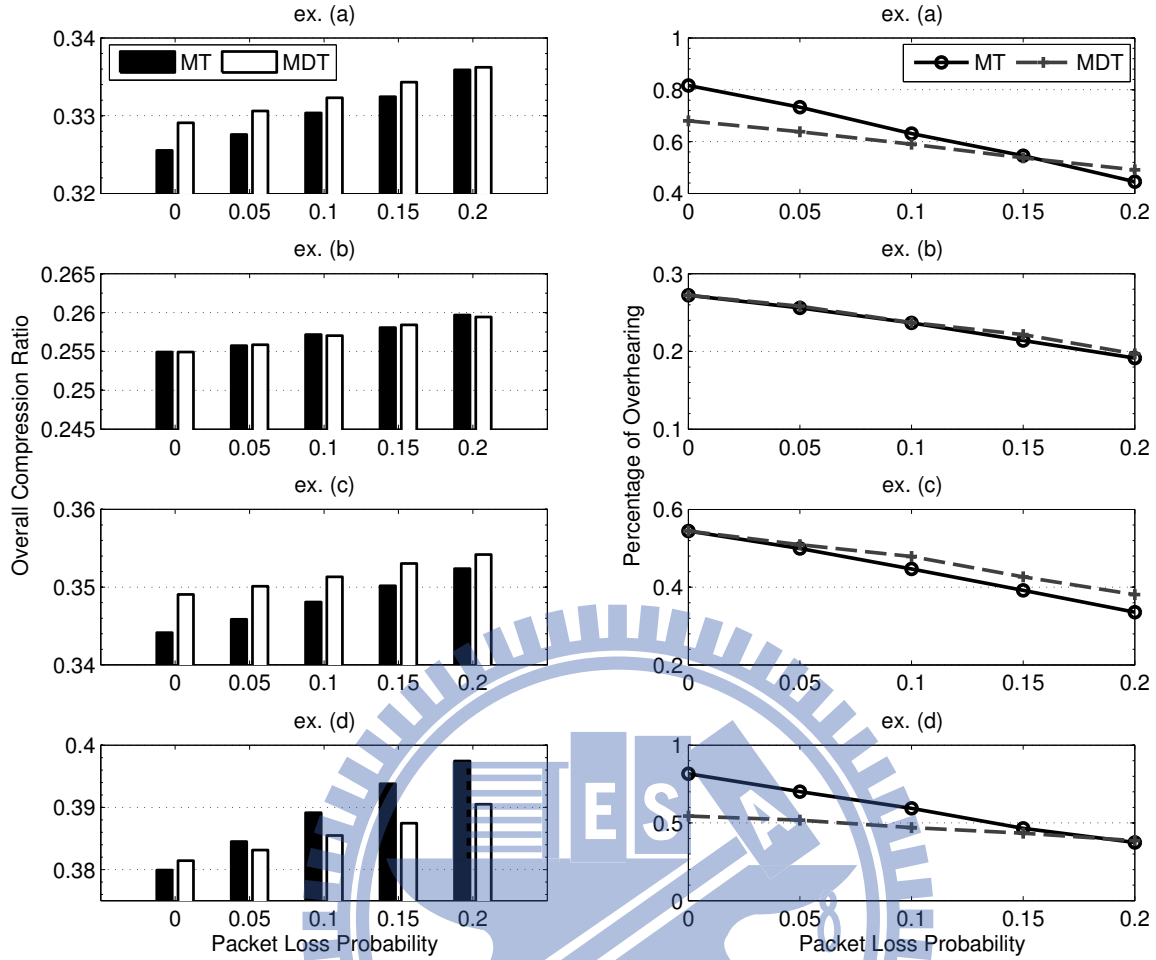 ex. (a)
0.34
0.33
0.32
MT MDT
0 0.05 0.1 0.15 0.2
ex. (b)
0.265
0.26
0.255
0.25
0.245
0 0.05 0.1 0.15 0.2
ex. (c)
0.36
0.35
0.34
0 0.05 0.1 0.15 0.2
ex. (d)
0.4
0.39
0.38
0 0.05 0.1 0.15 0.2
Overall Compression Ratio
Packet Loss Probability
ex. (a)
1
0.8
0.6
0.4
MT MDT
0 0.05 0.1 0.15 0.2
ex. (b)
0.3
0.2
0.1
0 0.05 0.1 0.15 0.2
ex. (c)
0.6
0.4
0.2
0 0.05 0.1 0.15 0.2
ex. (d)
1
0.5
0
0 0.05 0.1 0.15 0.2
Percentage of Overhearing
Packet Loss Probability
E S A
8